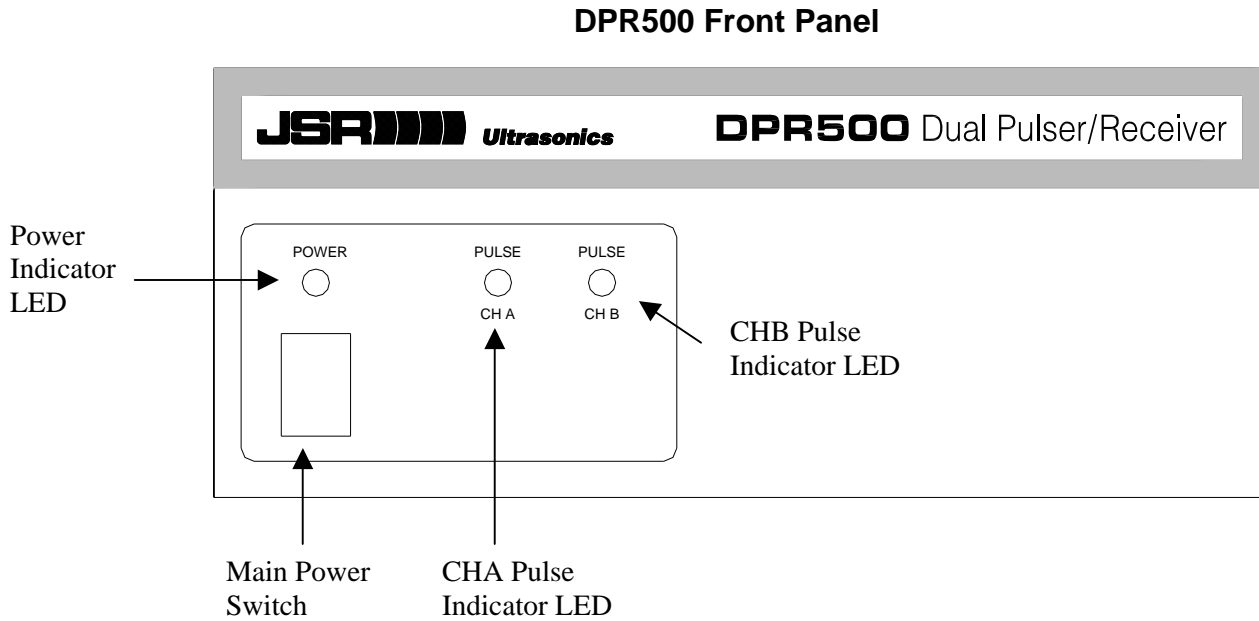 DPR500 Front Panel
JSR Ultrasonics
DPR500 Dual Pulser/Receiver
Power
Indicator
LED
POWER
PULSE
PULSE
CH A
CH B
CHB Pulse
Indicator LED
Main Power
Switch
CHA Pulse
Indicator LED